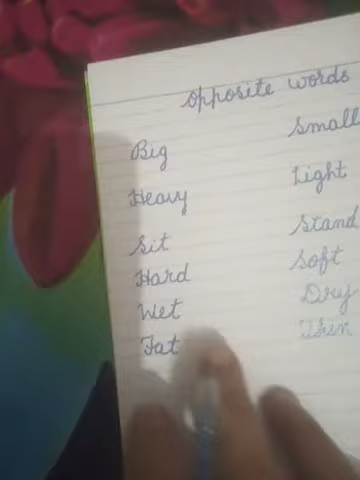 opposite words
Big Small
Heavy Light
Sit Stand
Hard Soft
Wet Dry
Fat Thin